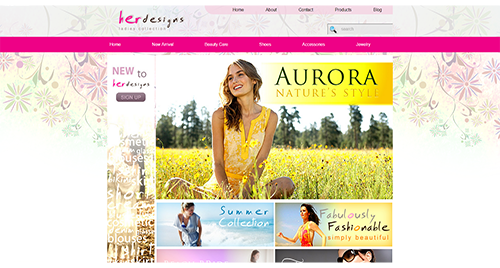 Home About Contact Products Blog
herdesigns
ladies collection
Search
Home New Arrival Beauty Care Shoes Accessories Jewelry
NEW to
herdesigns
SIGN UP
AURORA
NATURE'S STYLE
Summer
Collection
Fabulously
Fashionable
simply beautiful